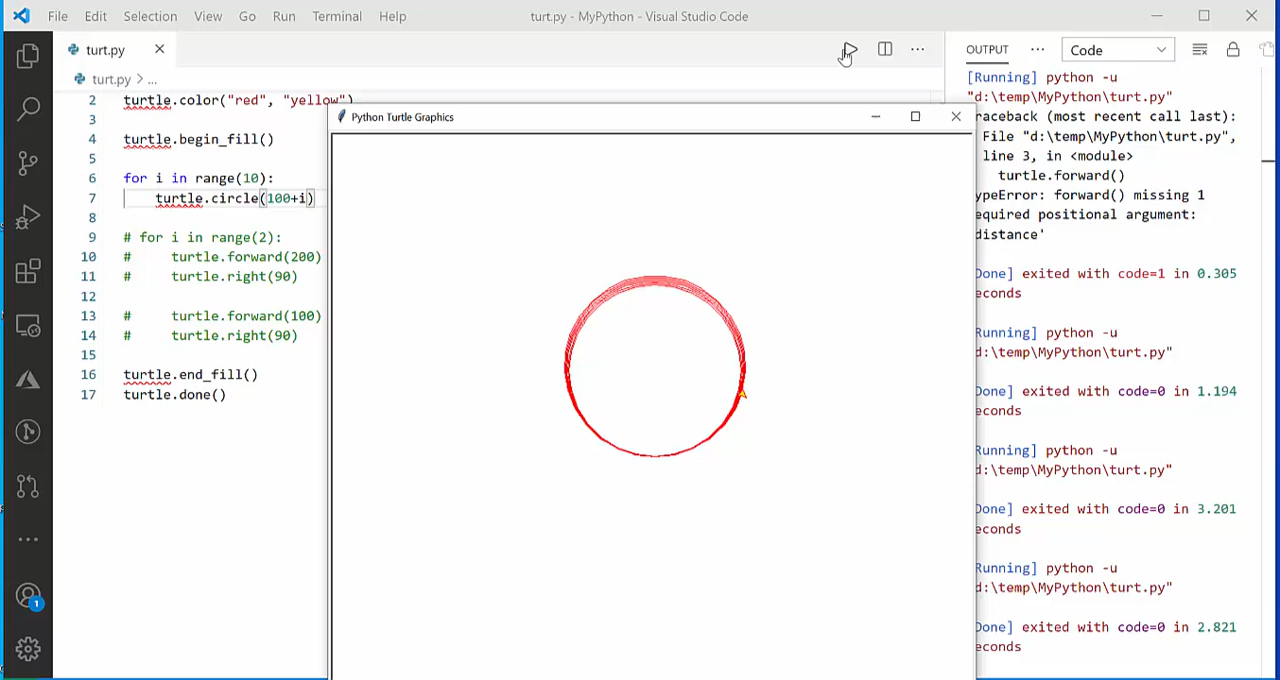 File Edit Selection View Go Run Terminal Help
turt.py - MyPython - Visual Studio Code
turt.py
turt.py > ...
2 turtle.color("red", "yellow")
3
4 turtle.begin_fill()
5
6 for i in range(10):
7 turtle.circle(100+i)
8
9 # for i in range(2):
10 # turtle.forward(200)
11 # turtle.right(90)
12
13 # turtle.forward(100)
14 # turtle.right(90)
15
16 turtle.end_fill()
17 turtle.done()
Python Turtle Graphics
OUTPUT ... Code
[Running] python -u
"d:\temp\MyPython\turt.py"
raceback (most recent call last):
File "d:\temp\MyPython\turt.py",
line 3, in <module>
turtle.forward()
ypeError: forward() missing 1
equired positional argument:
distance'
Done] exited with code=1 in 0.305
econds
Running] python -u
d:\temp\MyPython\turt.py"
Done] exited with code=0 in 1.194
econds
Running] python -u
d:\temp\MyPython\turt.py"
Done] exited with code=0 in 3.201
econds
Running] python -u
d:\temp\MyPython\turt.py"
Done] exited with code=0 in 2.821
econds
1